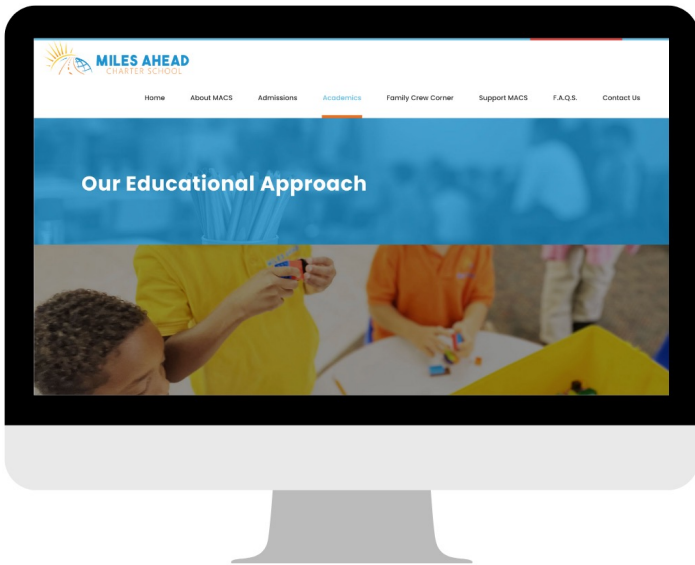 MILES AHEAD
CHARTER SCHOOL
Home About MACS Admissions Academics Family Crew Corner Support MACS F.A.Q.S. Contact Us
Our Educational Approach